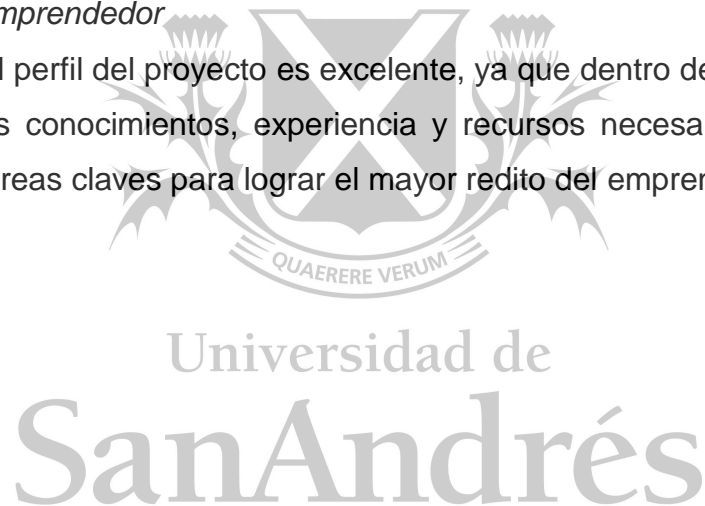 mprendedor
l perfil del proyecto es excelente, ya que dentro de
s conocimientos, experiencia y recursos necesa
reas claves para lograr el mayor redito del empren
QUAERERE VERUM
Universidad de
SanAndrés